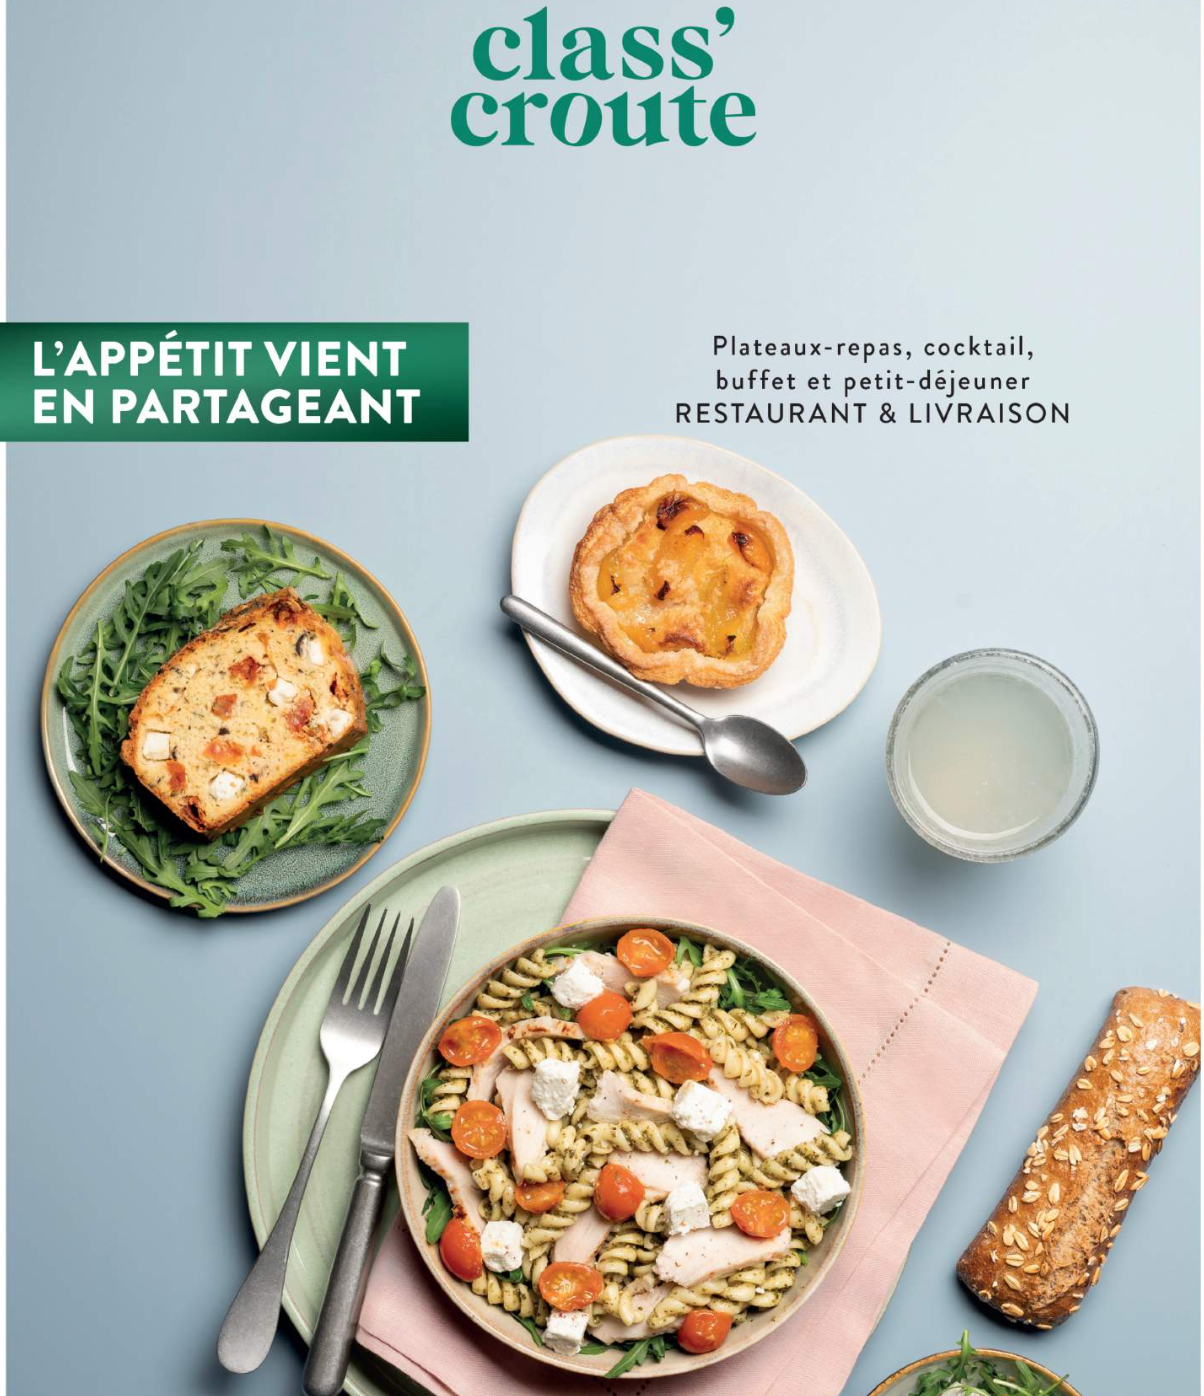 class’
croute
L’APPÉTIT VIENT
EN PARTAGEANT
Plateaux-repas, cocktail,
buffet et petit-déjeuner
RESTAURANT & LIVRAISON